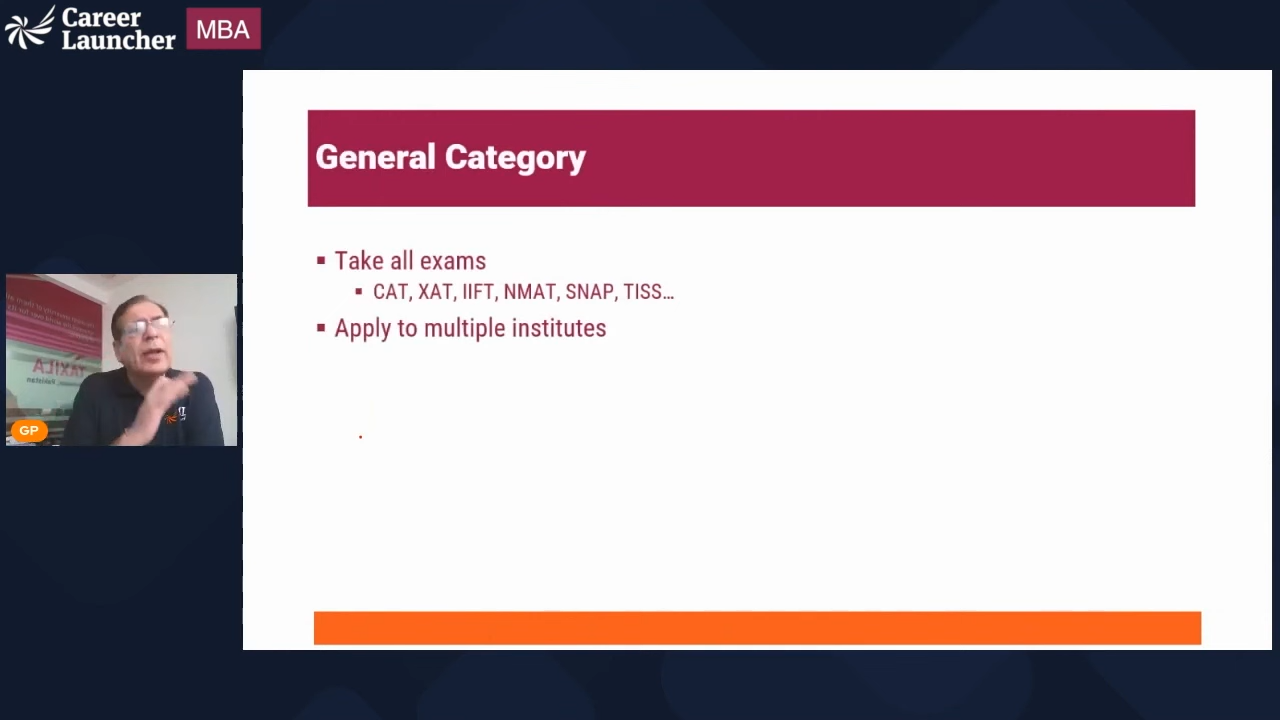 Career
Launcher
MBA
General Category
▪ Take all exams
▪ CAT, XAT, IIFT, NMAT, SNAP, TISS…
▪ Apply to multiple institutes
TAXILA
GP